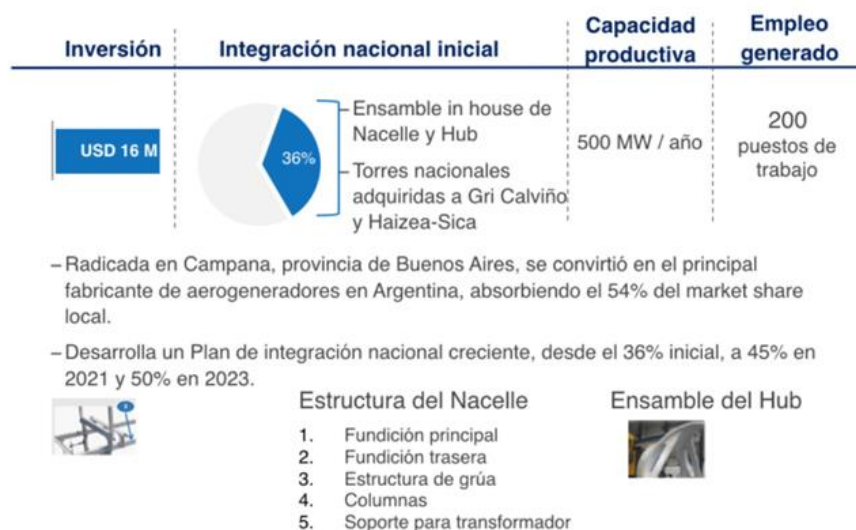 Inversión
Integración nacional inicial
Capacidad
productiva
Empleo
generado
USD 16 M
36%
Ensamble in house de
Nacelle y Hub
Torres nacionales
adquiridas a Gri Calviño
y Haizea-Sica
500 MW / año
200
puestos de
trabajo
– Radicada en Campana, provincia de Buenos Aires, se convirtió en el principal
fabricante de aerogeneradores en Argentina, absorbiendo el 54% del market share
local.
– Desarrolla un Plan de integración nacional creciente, desde el 36% inicial, a 45% en
2021 y 50% en 2023.
Estructura del Nacelle
1. Fundición principal
2. Fundición trasera
3. Estructura de grúa
4. Columnas
5. Soporte para transformador
Ensamble del Hub